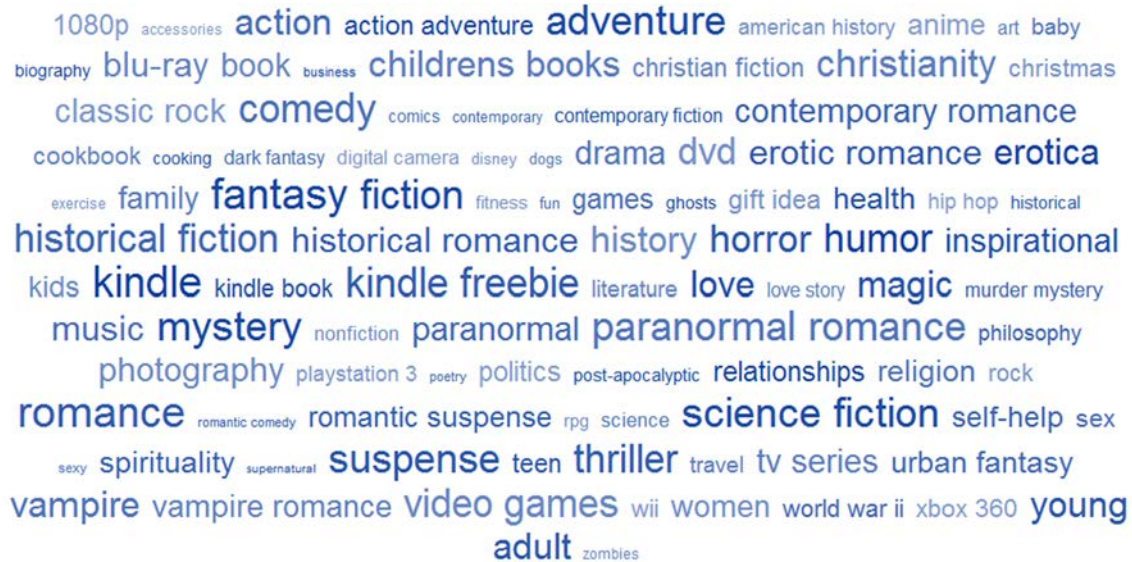 1080p accessories action action adventure adventure american history anime art baby
biography blu-ray book business childrens books christian fiction christianity christmas
classic rock comedy comics contemporary contemporary fiction contemporary romance
cookbook cooking dark fantasy digital camera disney dogs drama dvd erotic romance erotica
exercise family fantasy fiction fitness fun games ghosts gift idea health hip hop historical
historical fiction historical romance history horror humor inspirational
kids kindle kindle book kindle freebie literature love love story magic murder mystery
music mystery nonfiction paranormal paranormal romance philosophy
photography playstation 3 poetry politics post-apocalyptic relationships religion rock
romance romantic comedy romantic suspense rpg science science fiction self-help sex
sexy spirituality supernatural suspense teen thriller travel tv series urban fantasy
vampire vampire romance video games wii women world war ii xbox 360 young
adult zombies